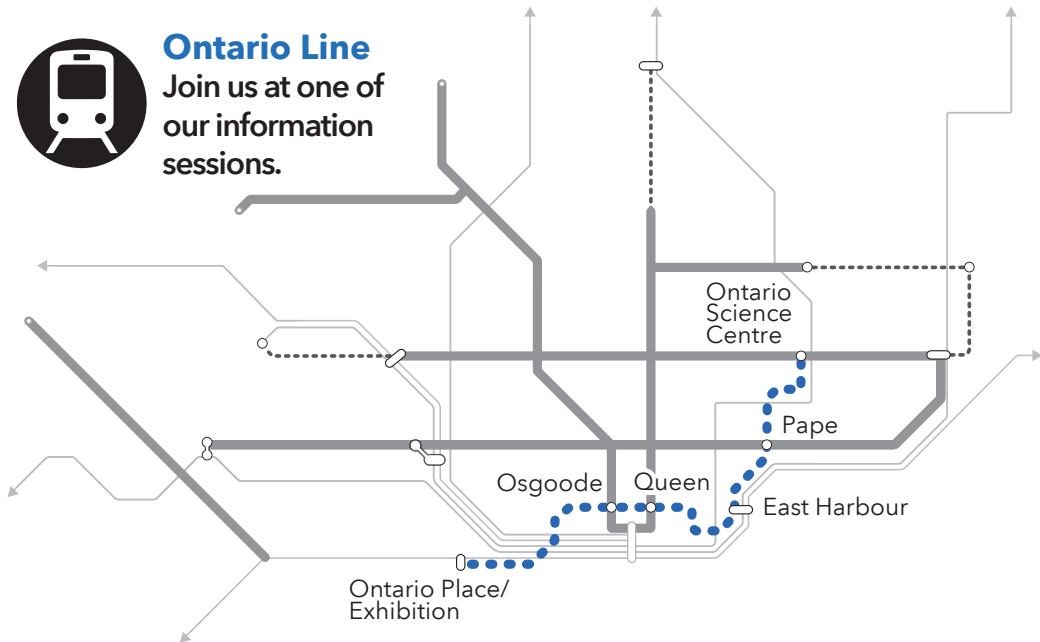 Ontario Line
Join us at one of
our information
sessions.
Ontario
Science
Centre
Pape
Osgoode
Queen
East Harbour
Ontario Place/
Exhibition